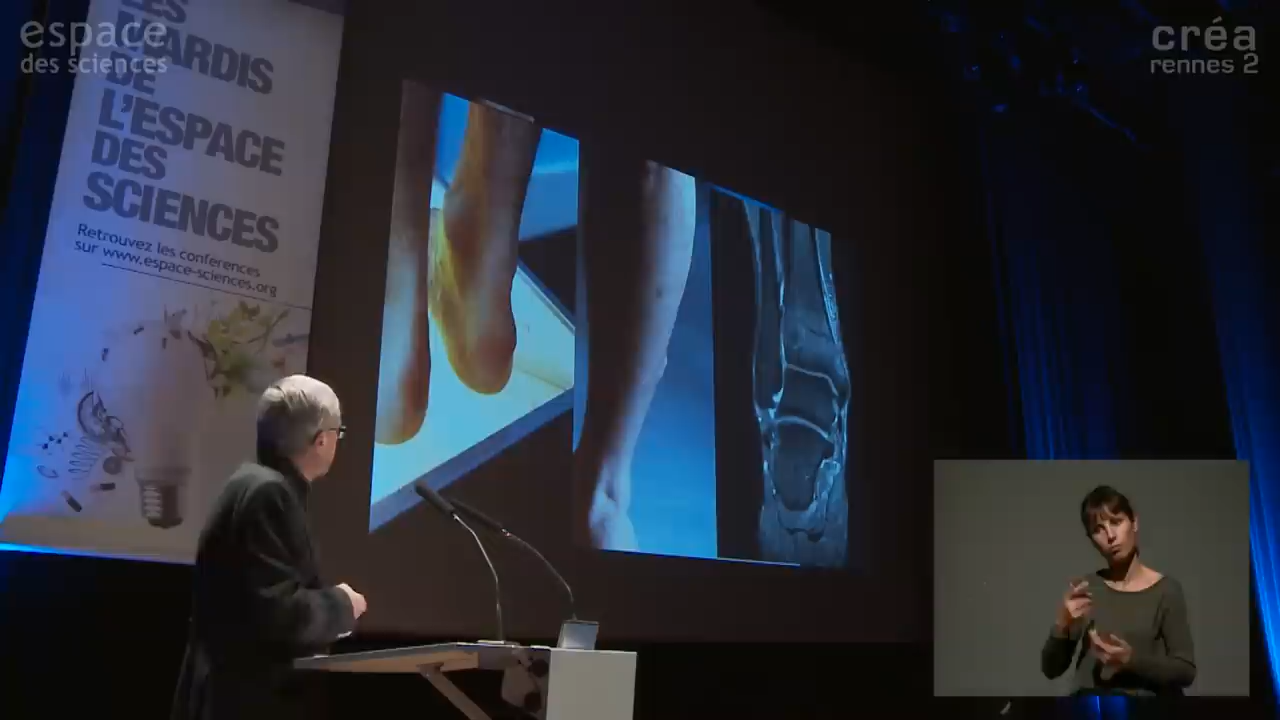 espace
des sciences
créa
rennes 2
MARDIS
DE
L'ESPACE
DES
SCIENCES
Retrouvez les conferences
sur www.espace-sciences.org